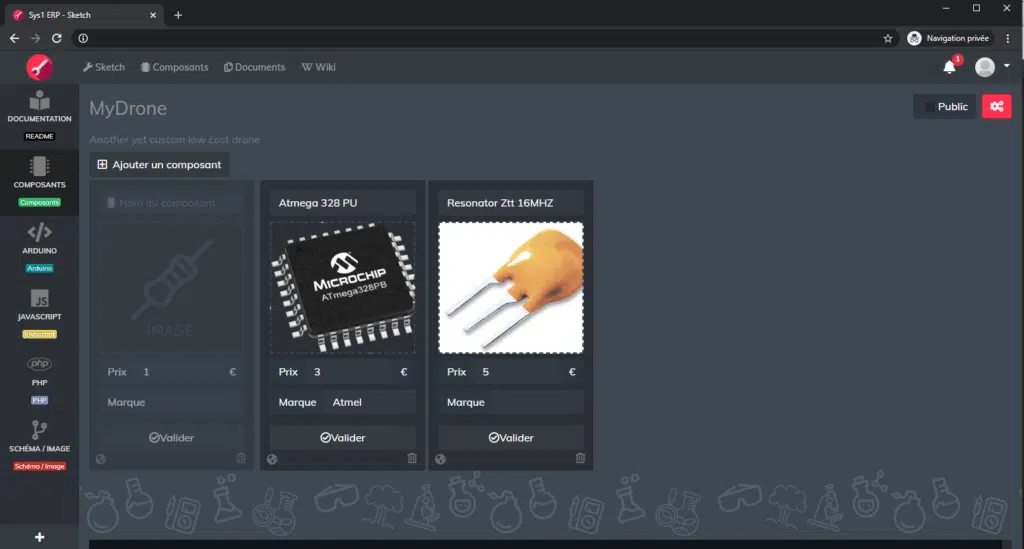 Sys1 ERP - Sketch
Navigation privée
Sketch Composants Documents Wiki
1
DOCUMENTATION
README
COMPOSANTS
Composants
ARDUINO
Arduino
JS
JAVASCRIPT
Javascript
php
PHP
PHP
SCHÉMA / IMAGE
Schéma / Image
MyDrone
Public
Another yet custom low cost drone
Ajouter un composant
Nom du composant
IMAGE
Prix 1 €
Marque
Valider
Atmega 328 PU
MICROCHIP
ATmega328PB
Prix 3 €
Marque Atmel
Valider
Resonator Ztt 16MHZ
Prix 5 €
Marque
Valider